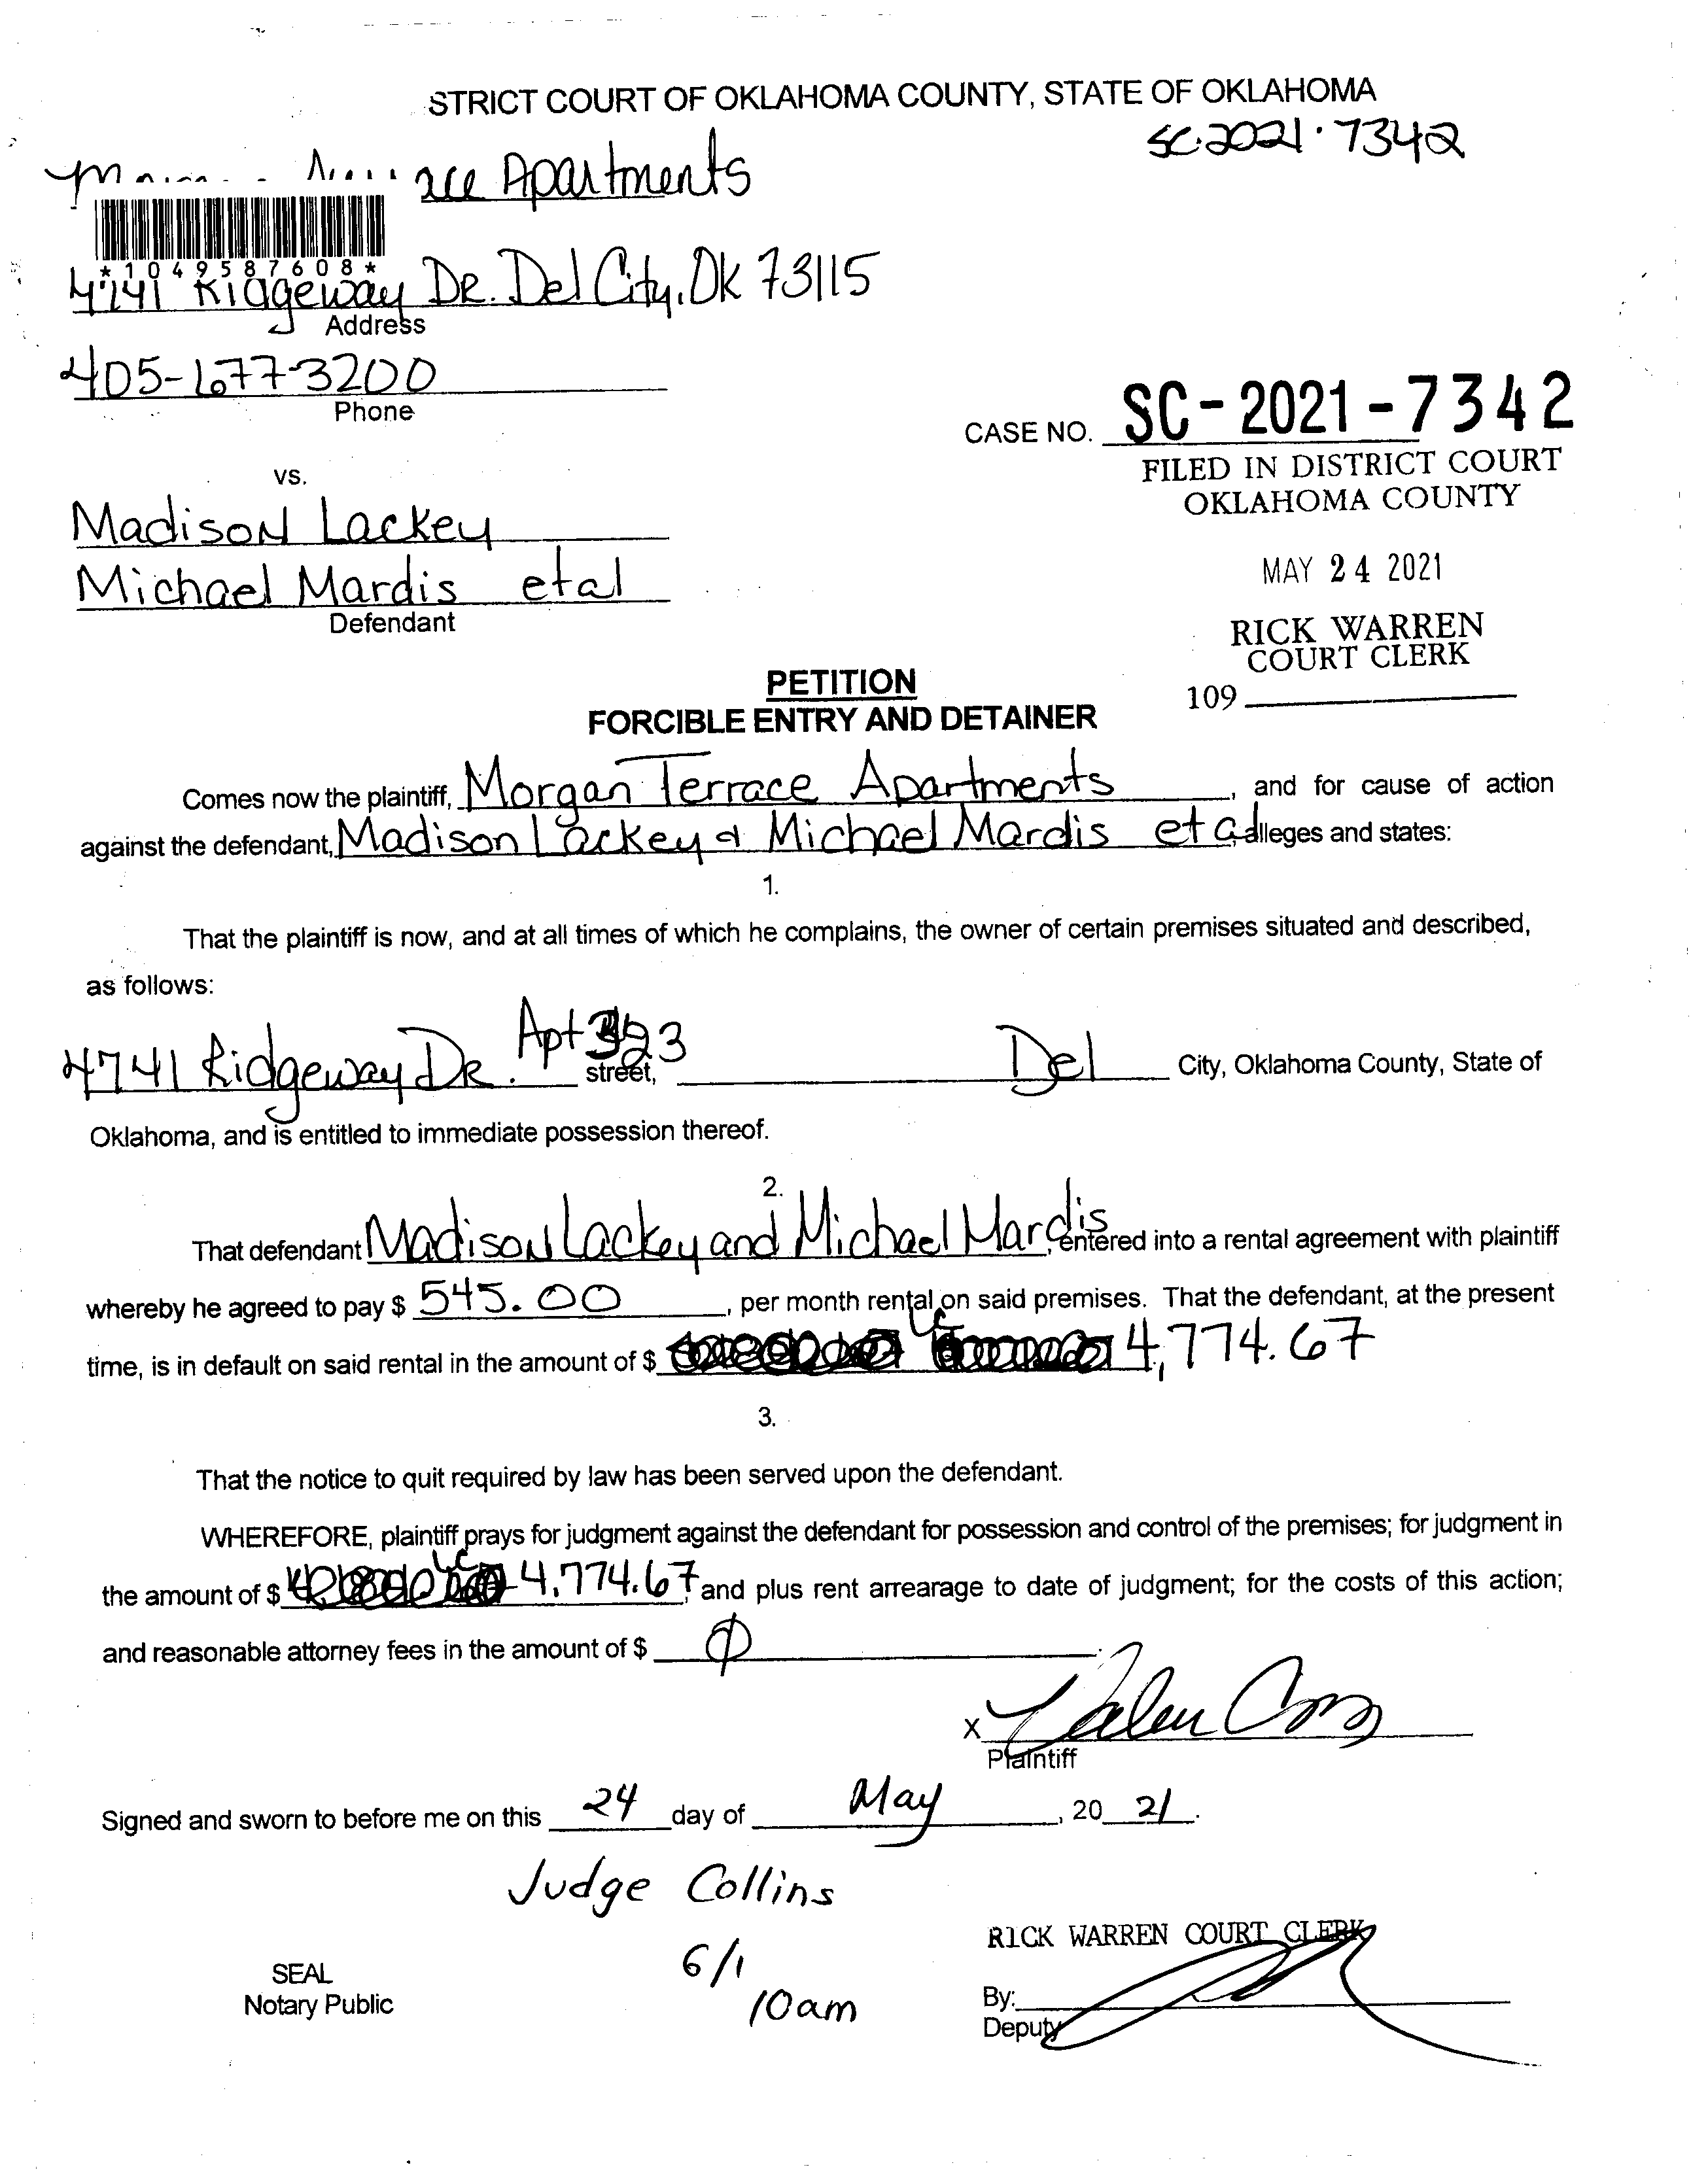 STRICT COURT OF OKLAHOMA COUNTY, STATE OF OKLAHOMA
SC-2021-7342
Apartments
*1049587608*
4741 Ridgeway DR. Del City, OK 73115
Address
405-677-3200
Phone
CASE NO. SC-2021-7342
FILED IN DISTRICT COURT
OKLAHOMA COUNTY
vs.
Madison Lackey
MAY 24 2021
Michael Mardis etal
Defendant
RICK WARREN
COURT CLERK
109
PETITION
FORCIBLE ENTRY AND DETAINER
Comes now the plaintiff, Morgan Terrace Apartments, and for cause of action
against the defendant, Madison Lackey & Michael Mardis et al alleges and states:
1.
That the plaintiff is now, and at all times of which he complains, the owner of certain premises situated and described,
as follows:
4741 Ridgeway DR. Apt street, Del City, Oklahoma County, State of
Oklahoma, and is entitled to immediate possession thereof.
2.
That defendant Madison Lackey and Michael Mardis, entered into a rental agreement with plaintiff
whereby he agreed to pay $ 545.00, per month rental on said premises. That the defendant, at the present
time, is in default on said rental in the amount of $ 4,774.67
3.
That the notice to quit required by law has been served upon the defendant.
WHEREFORE, plaintiff prays for judgment against the defendant for possession and control of the premises; for judgment in
the amount of $ 4,774.67, and plus rent arrearage to date of judgment; for the costs of this action;
and reasonable attorney fees in the amount of $ Ø.
X
Plaintiff
Signed and sworn to before me on this 24 day of May, 20 21.
Judge Collins
RICK WARREN COURT CLERK
6/1
SEAL
10am
Notary Public
By:
Deputy